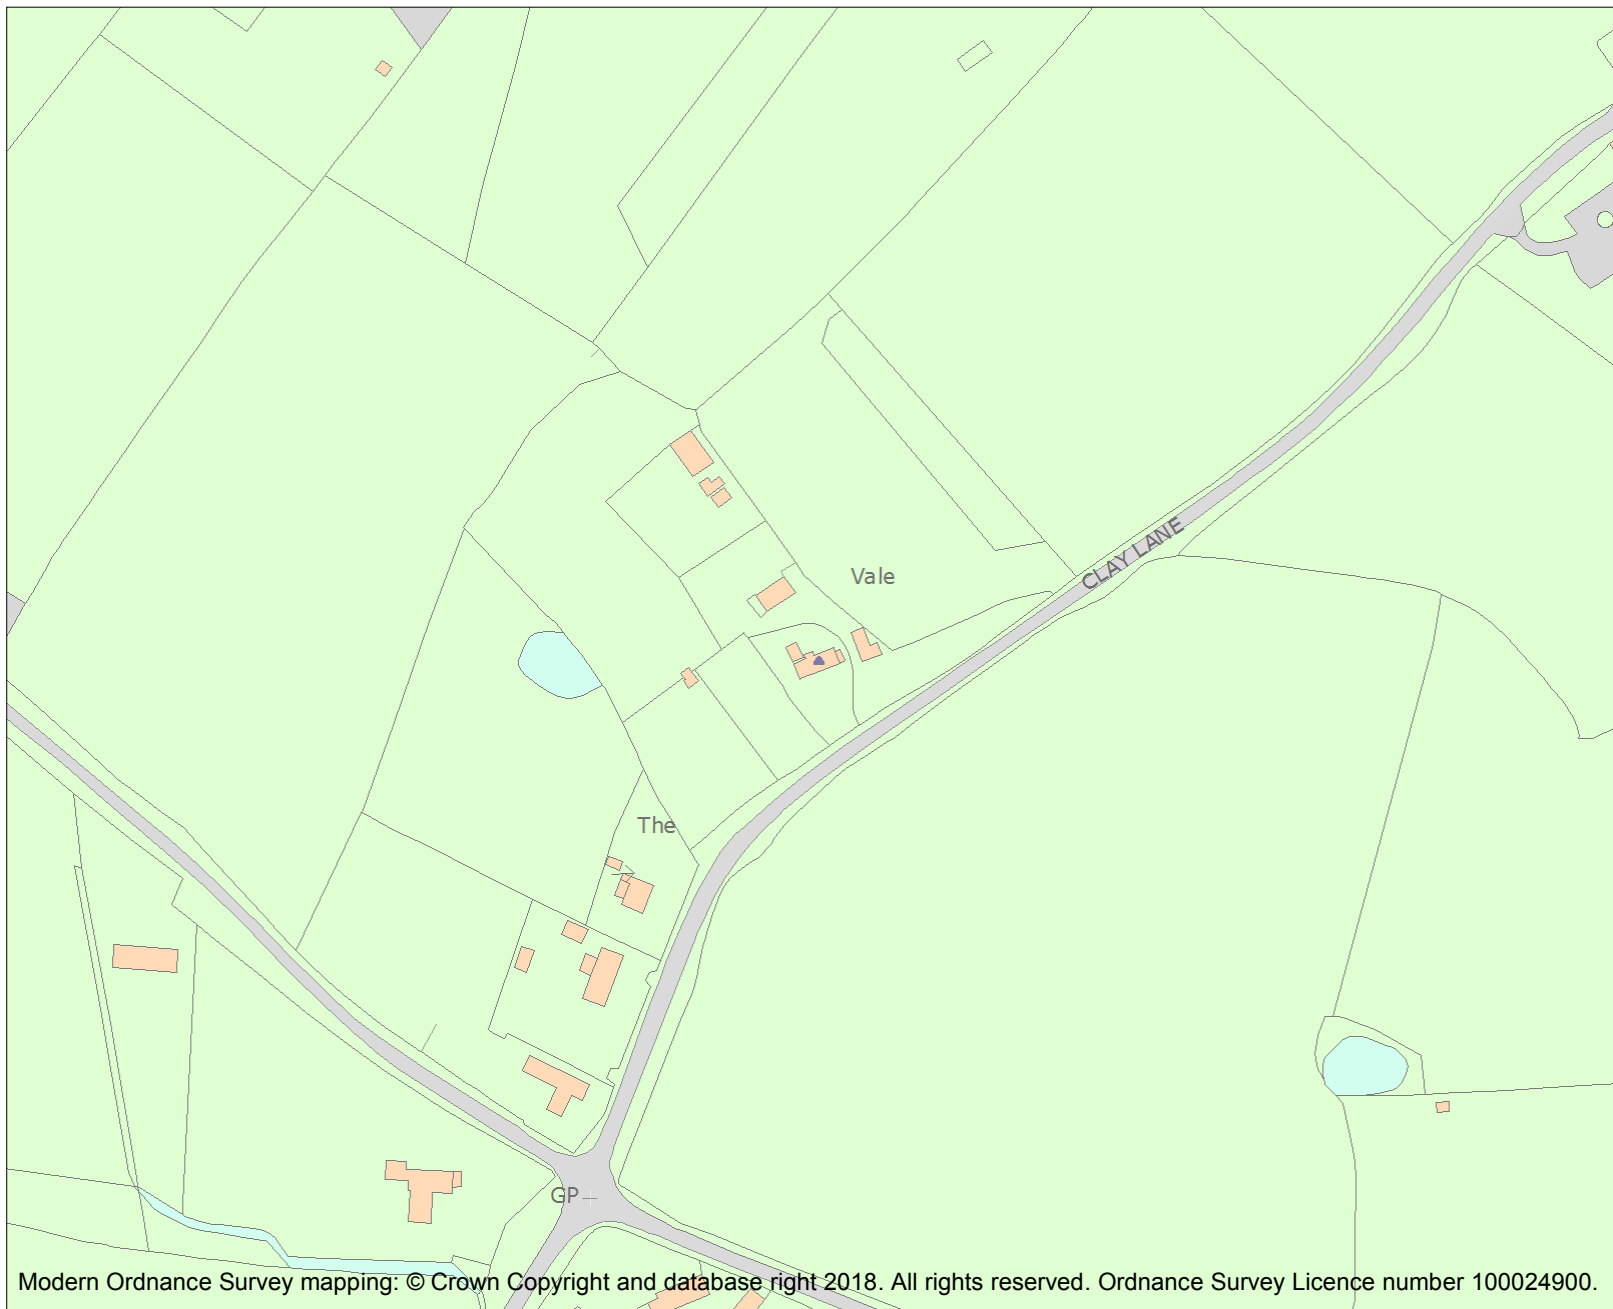 Vale
CLAY LANE
The
GP
Modern Ordnance Survey mapping: © Crown Copyright and database right 2018. All rights reserved. Ordnance Survey Licence number 100024900.